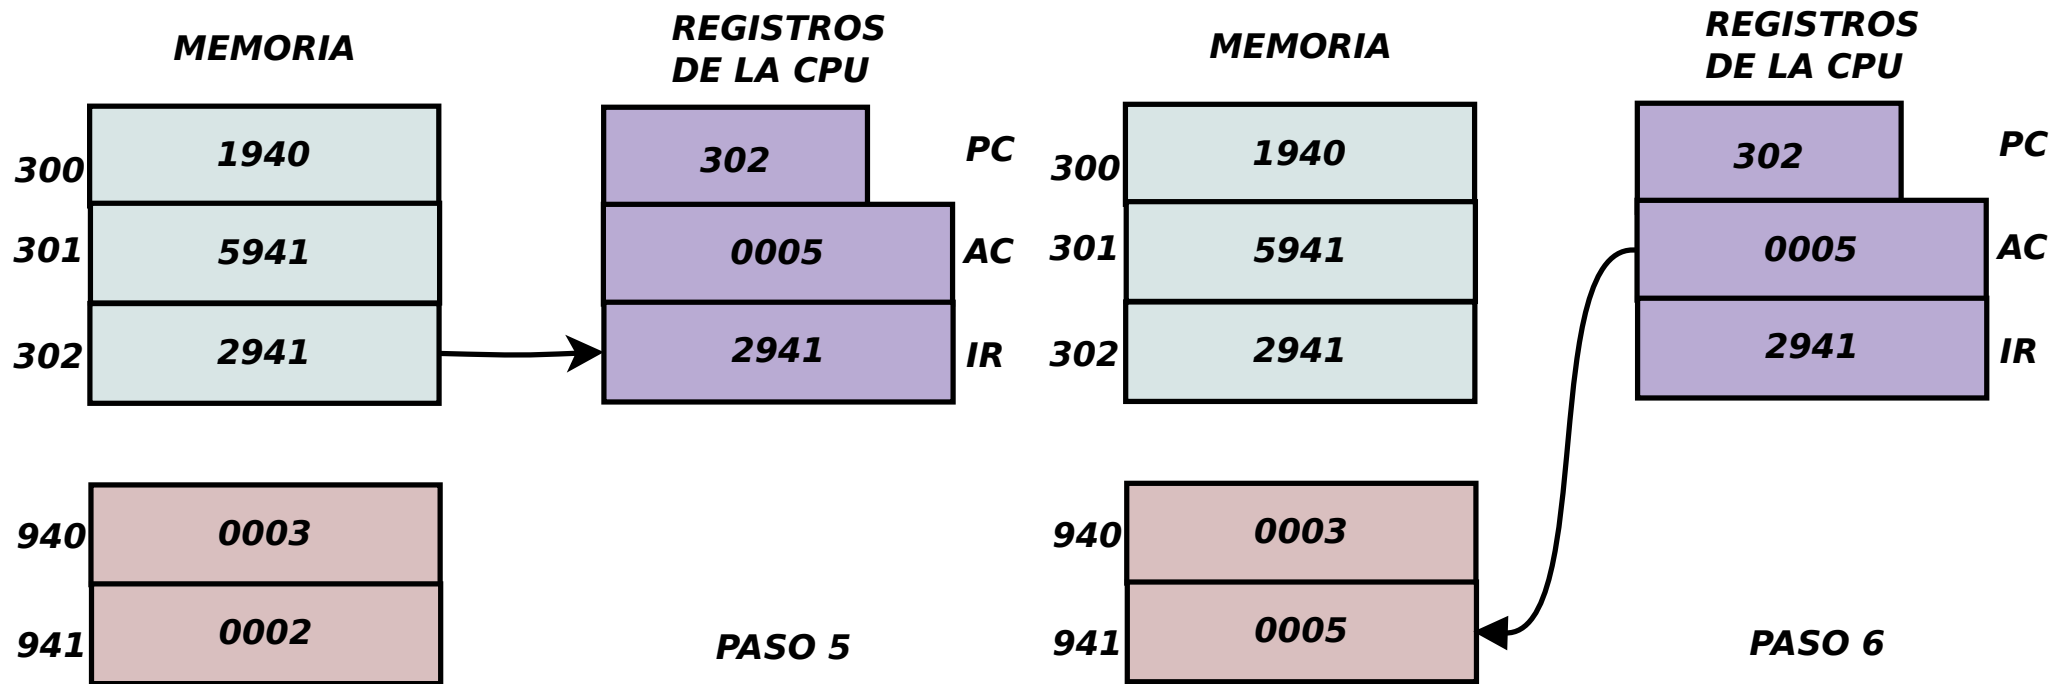 MEMORIA
REGISTROS
DE LA CPU
300
1940
302
PC
301
5941
0005
AC
302
2941
2941
IR
940
0003
941
0002
PASO 5
MEMORIA
REGISTROS
DE LA CPU
300
1940
302
PC
301
5941
0005
AC
302
2941
2941
IR
940
0003
941
0005
PASO 6